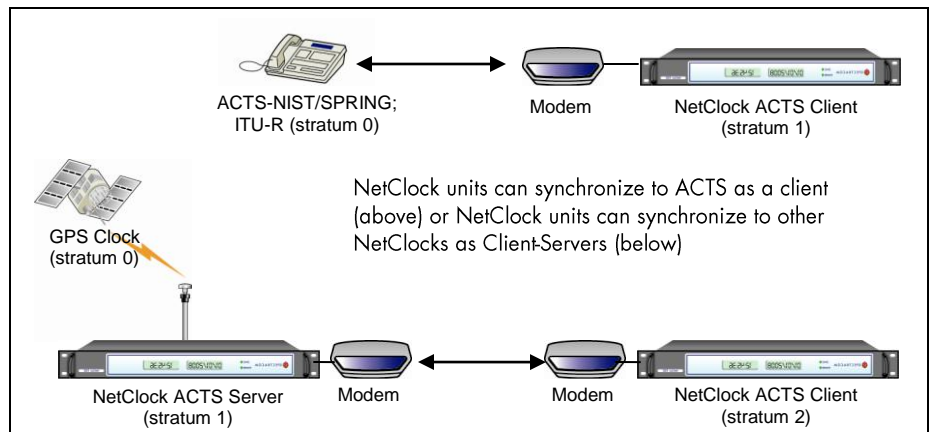 ACTS-NIST/SPRING;
ITU-R (stratum 0)
Modem
NetClock ACTS Client
(stratum 1)
NetClock units can synchronize to ACTS as a client
(above) or NetClock units can synchronize to other
NetClocks as Client-Servers (below)
GPS Clock
(stratum 0)
NetClock ACTS Server
(stratum 1)
Modem
Modem
NetClock ACTS Client
(stratum 2)